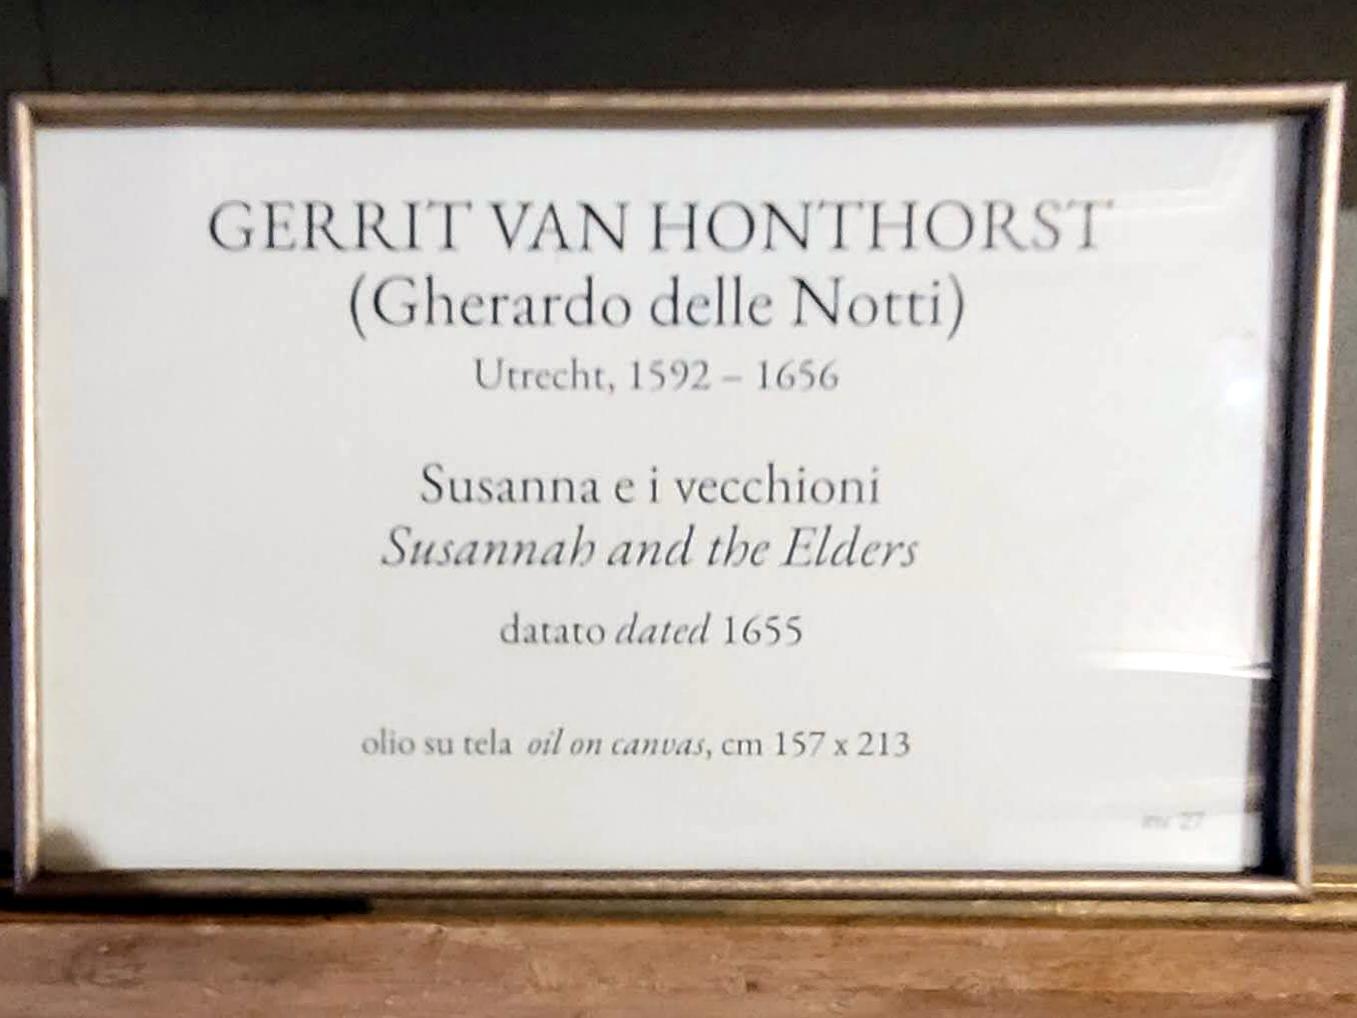 GERRIT VAN HONTHORST
(Gherardo delle Notti)
Utrecht, 1592 – 1656
Susanna e i vecchioni
Susannah and the Elders
datato dated 1655
olio su tela oil on canvas, cm 157 x 213
27